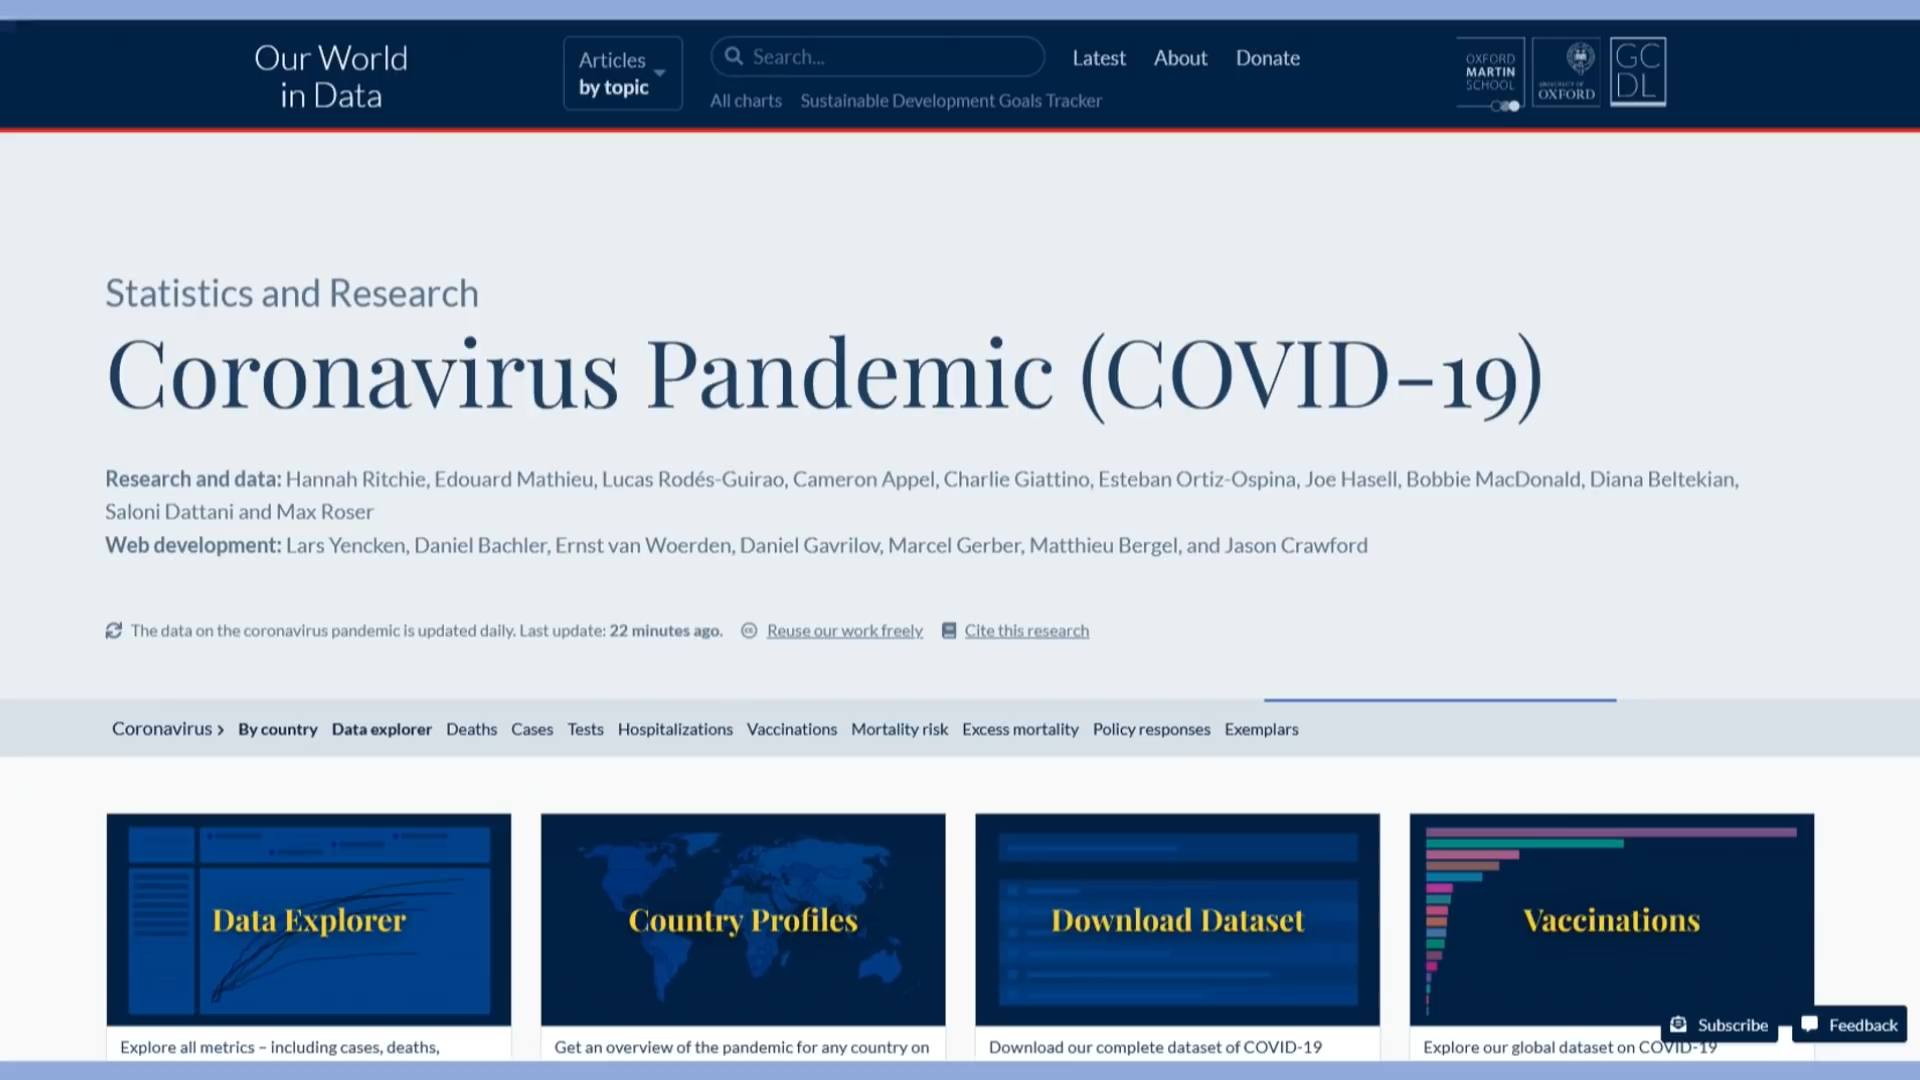 Our World
in Data
Articles
by topic
Search...
Latest
About
Donate
All charts
Sustainable Development Goals Tracker
OXFORD
MARTIN
SCHOOL
UNIVERSITY OF
OXFORD
GC
DL
Statistics and Research
Coronavirus Pandemic (COVID-19)
Research and data: Hannah Ritchie, Edouard Mathieu, Lucas Rodés-Guirao, Cameron Appel, Charlie Giattino, Esteban Ortiz-Ospina, Joe Hasell, Bobbie MacDonald, Diana Beltekian,
Saloni Dattani and Max Roser
Web development: Lars Yencken, Daniel Bachler, Ernst van Woerden, Daniel Gavrilov, Marcel Gerber, Matthieu Bergel, and Jason Crawford
The data on the coronavirus pandemic is updated daily. Last update: 22 minutes ago. Reuse our work freely Cite this research
Coronavirus › By country Data explorer Deaths Cases Tests Hospitalizations Vaccinations Mortality risk Excess mortality Policy responses Exemplars
Data Explorer
Country Profiles
Download Dataset
Vaccinations
Subscribe
Feedback
Explore all metrics – including cases, deaths,
Get an overview of the pandemic for any country on
Download our complete dataset of COVID-19
Explore our global dataset on COVID-19